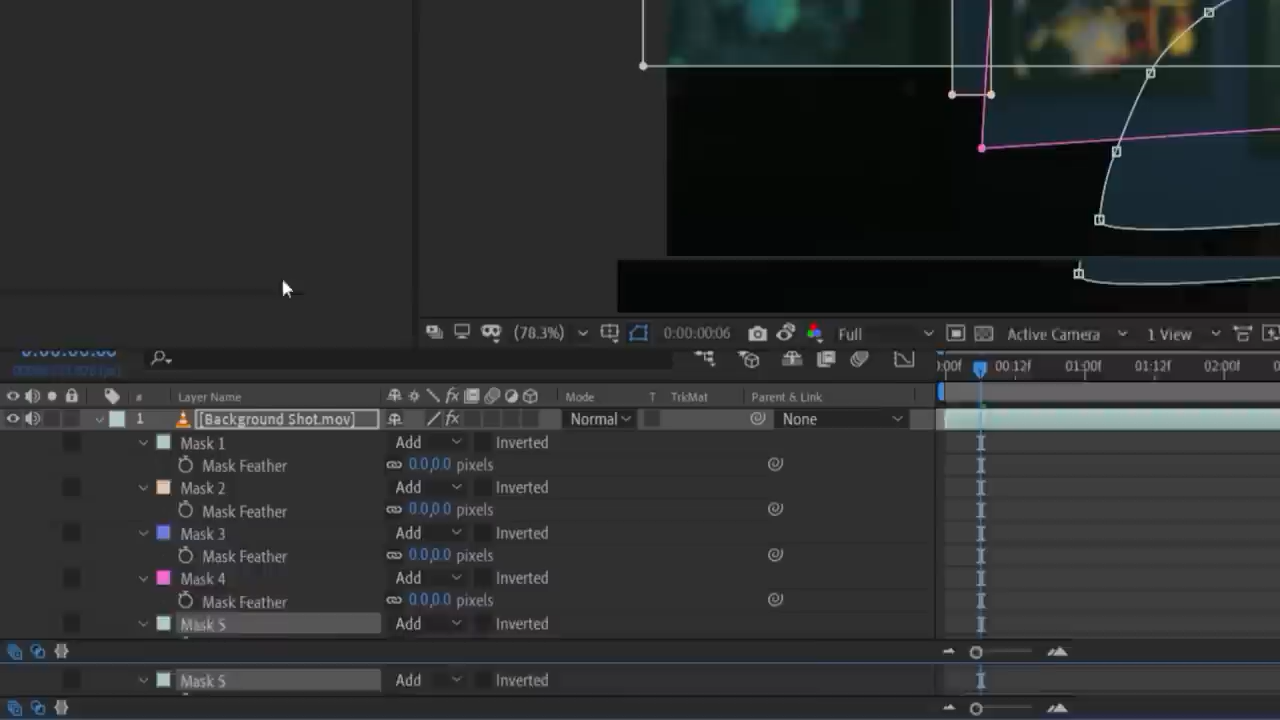 (78.3%) 0:00:00:06 Full Active Camera 1 View
:00f 00:12f 01:00f 01:12f 02:00f
# Layer Name Mode T TrkMat Parent & Link
1 [Background Shot.mov] fx Normal None
Mask 1 Add Inverted
Mask Feather 0.0,0.0 pixels
Mask 2 Add Inverted
Mask Feather 0.0,0.0 pixels
Mask 3 Add Inverted
Mask Feather 0.0,0.0 pixels
Mask 4 Add Inverted
Mask Feather 0.0,0.0 pixels
Mask 5 Add Inverted
Mask 5 Add Inverted